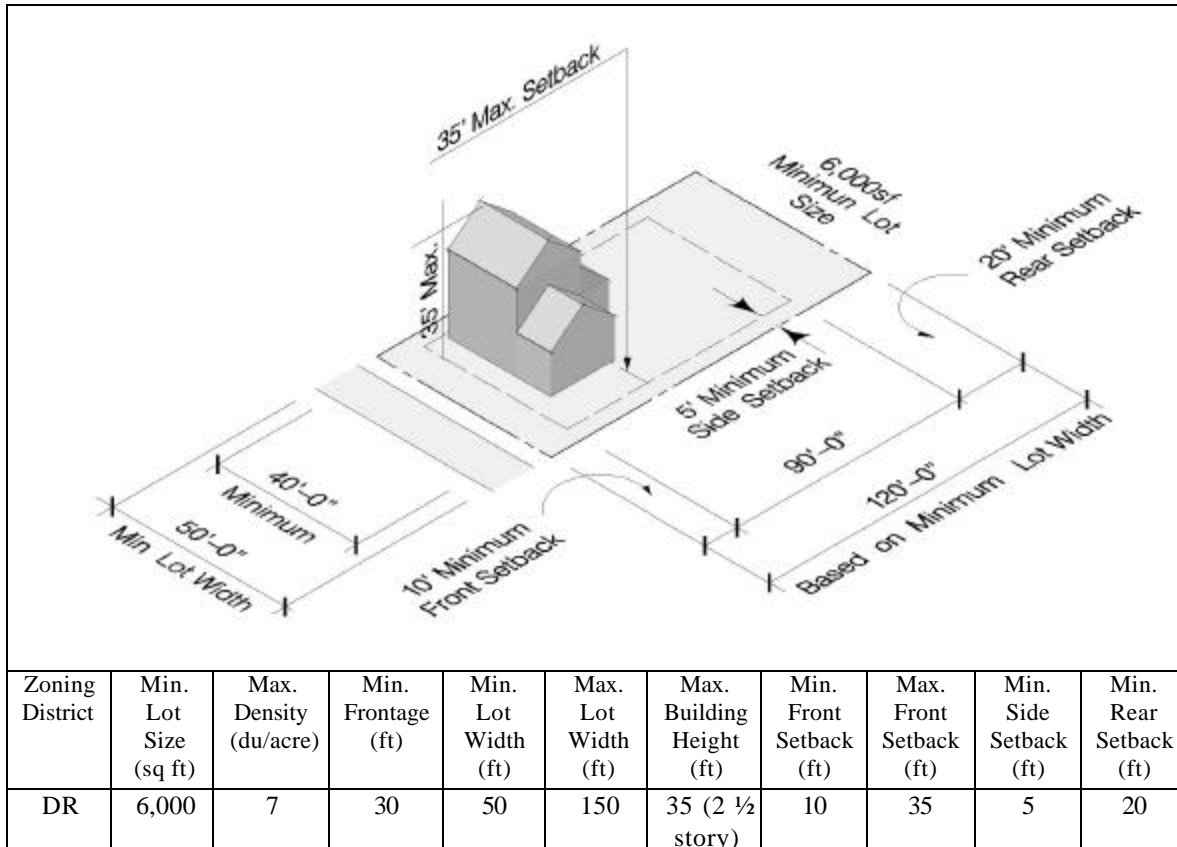 35' Max. Setback
35' Max.
6,000sf
Minimun Lot
Size
20' Minimum
Rear Setback
5' Minimum
Side Setback
90'-0"
120'-0"
Based on Minimum Lot Width
40'-0"
Minimum
50'-0"
Min Lot Width
10' Minimum
Front Setback
Zoning District
Min. Lot Size (sq ft)
Max. Density (du/acre)
Min. Frontage (ft)
Min. Lot Width (ft)
Max. Lot Width (ft)
Max. Building Height (ft)
Min. Front Setback (ft)
Max. Front Setback (ft)
Min. Side Setback (ft)
Min. Rear Setback (ft)
DR 6,000 7 30 50 150 35 (2 ½ story) 10 35 5 20